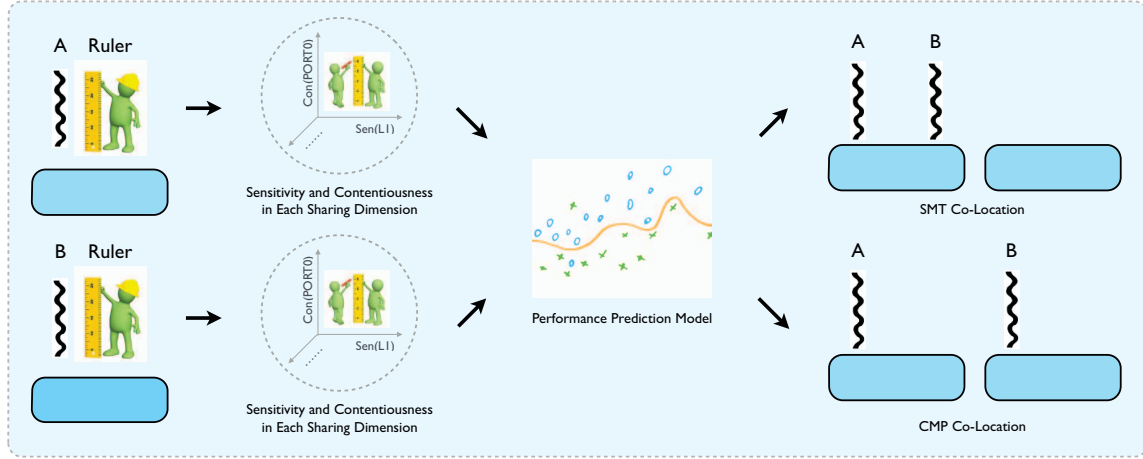 A Ruler
Con(PORT0)
Sen(L1)
......
Sensitivity and Contentiousness
in Each Sharing Dimension
B Ruler
Con(PORT0)
Sen(L1)
......
Sensitivity and Contentiousness
in Each Sharing Dimension
Performance Prediction Model
A B
SMT Co-Location
A B
CMP Co-Location